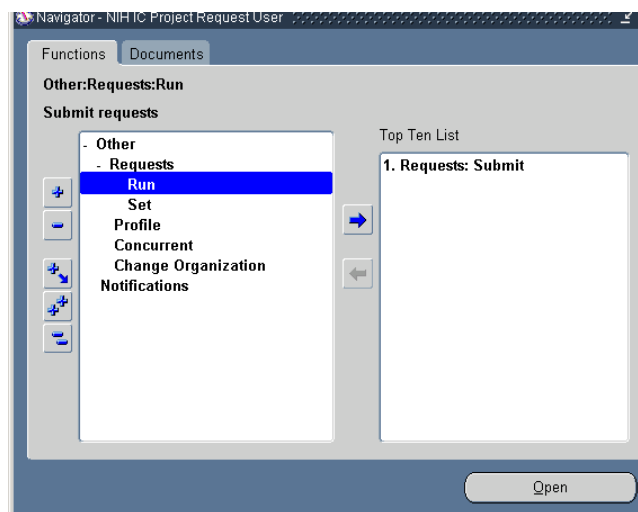 Navigator - NIH IC Project Request User
Functions Documents
Other:Requests:Run
Submit requests
- Other
- Requests
Run
Set
Profile
Concurrent
Change Organization
Notifications
Top Ten List
1. Requests: Submit
Open